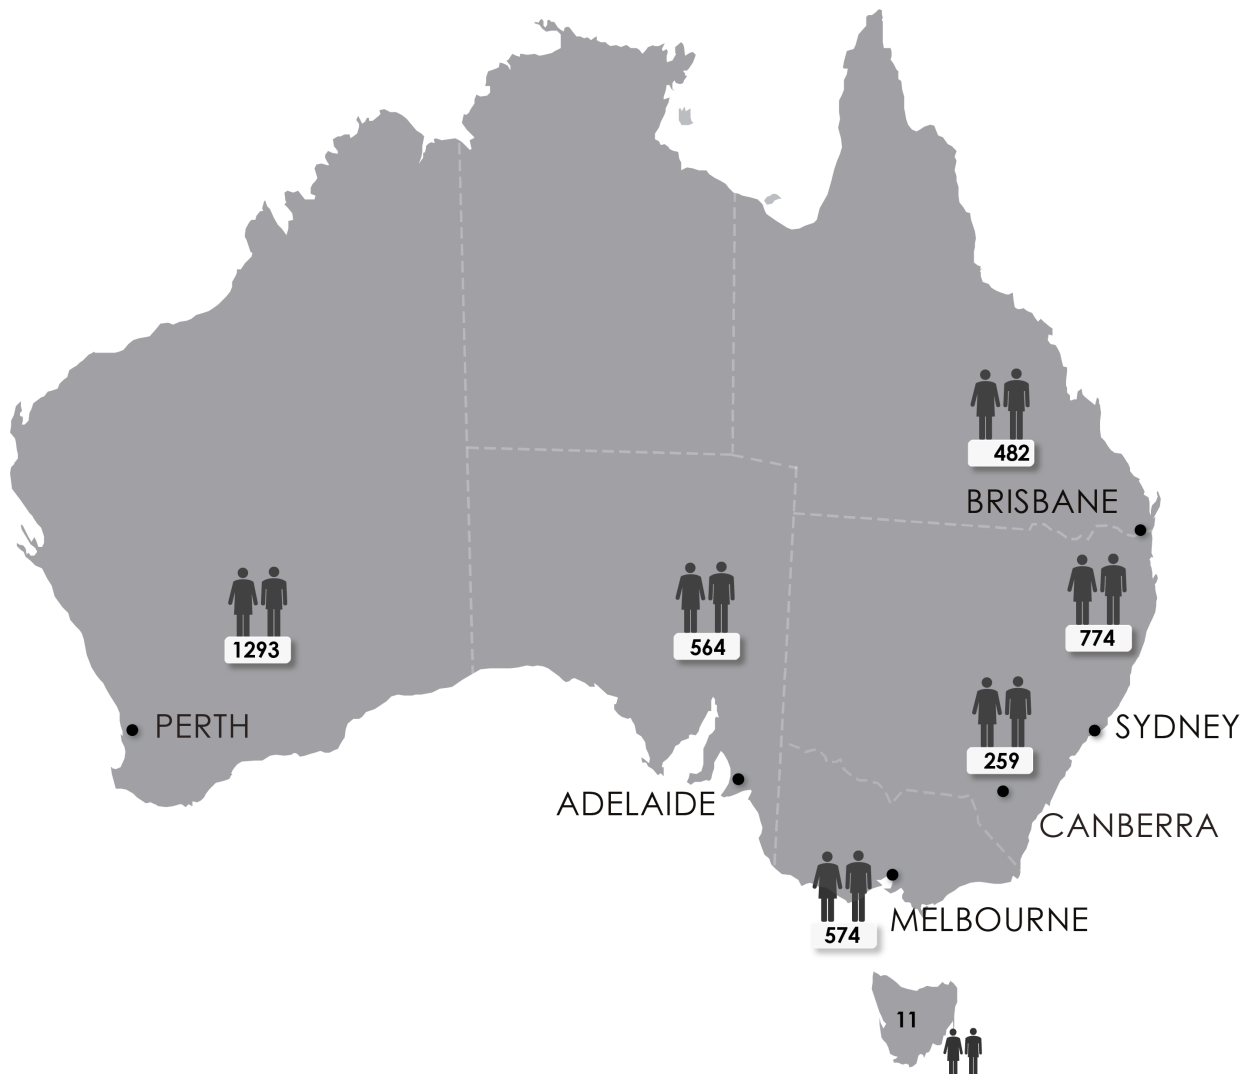 482
BRISBANE
1293
564
774
PERTH
SYDNEY
259
ADELAIDE
CANBERRA
574
MELBOURNE
11